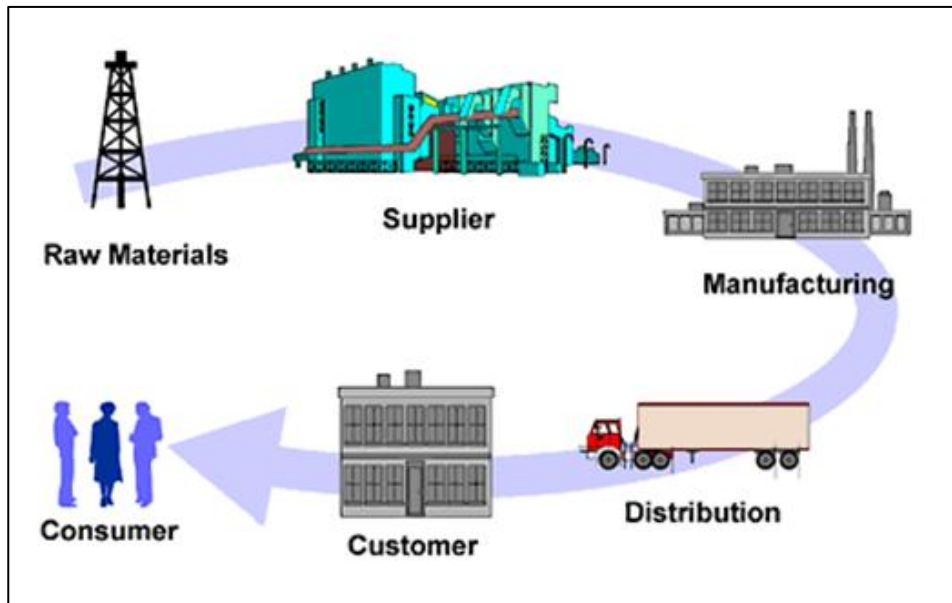 Raw Materials
Supplier
Manufacturing
Distribution
Customer
Consumer